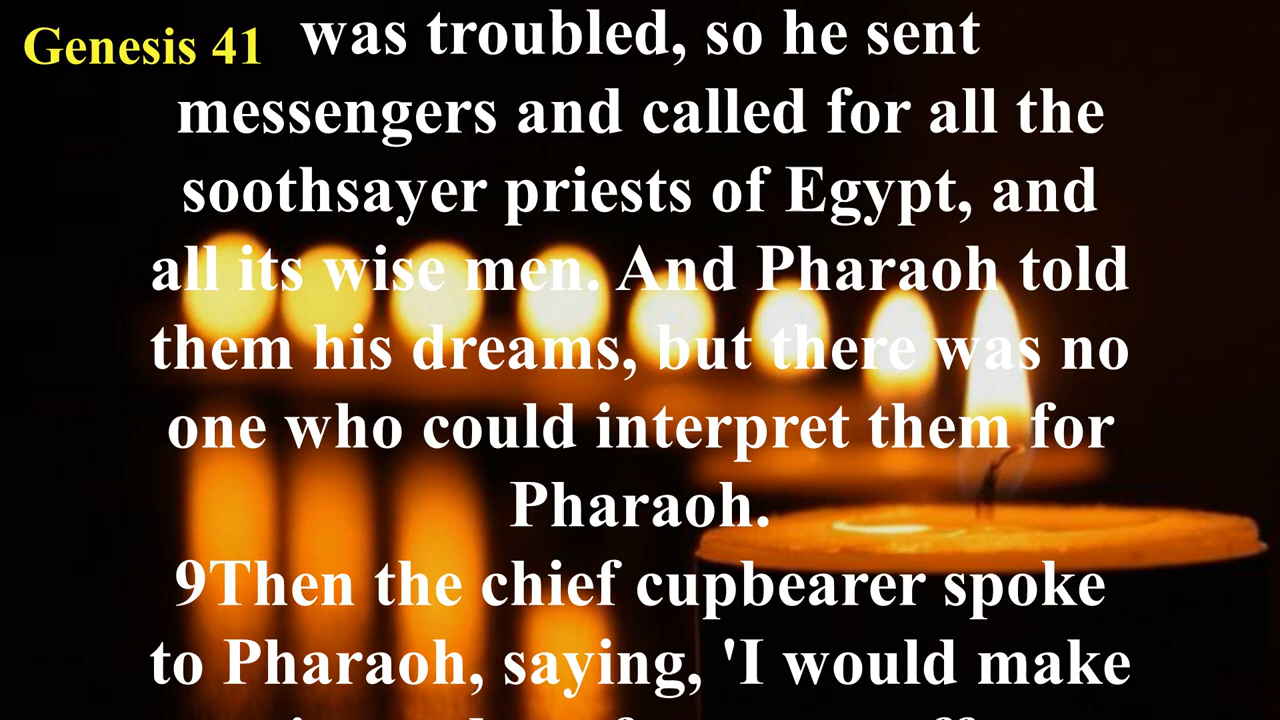 Genesis 41
was troubled, so he sent
messengers and called for all the
soothsayer priests of Egypt, and
all its wise men. And Pharaoh told
them his dreams, but there was no
one who could interpret them for
Pharaoh.
9Then the chief cupbearer spoke
to Pharaoh, saying, 'I would make